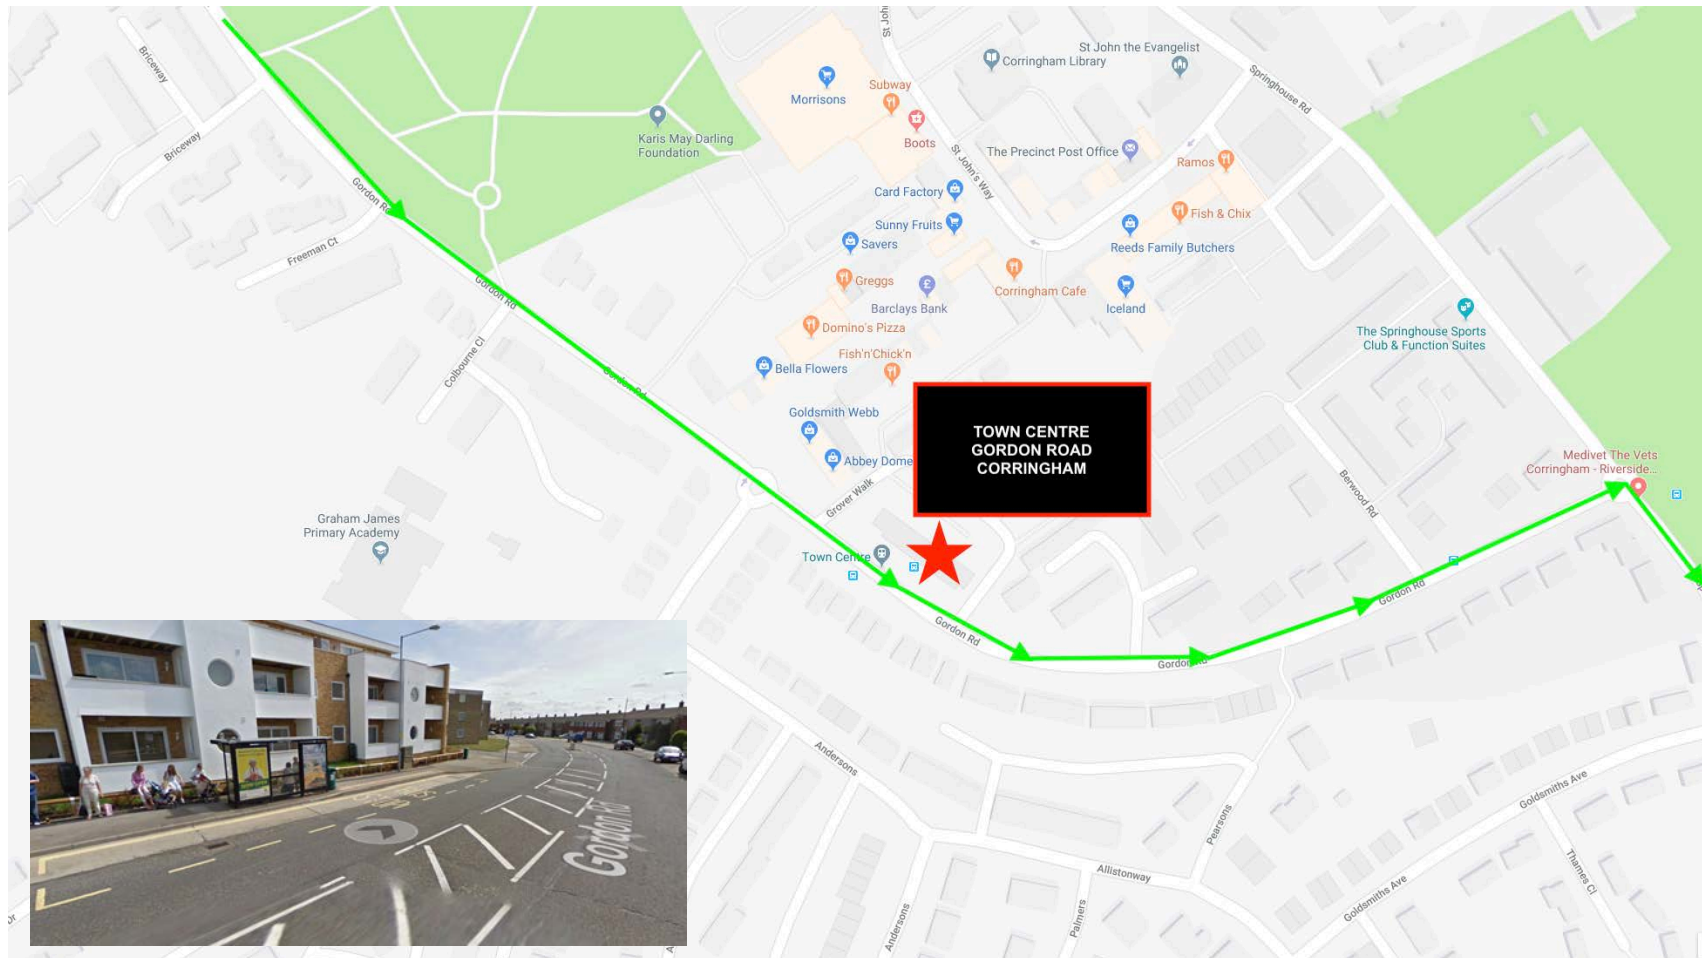 St John
Briceway
St John the Evangelist
Corringham Library
Springhouse Rd
Morrisons
Subway
Boots
Karis May Darling
Foundation
Briceway
The Precinct Post Office
Ramos
St John's Way
Gordon Rd
Card Factory
Sunny Fruits
Savers
Fish & Chix
Reeds Family Butchers
Freeman Ct
Gordon Rd
Greggs
Corringham Cafe
Barclays Bank
Iceland
Domino's Pizza
The Springhouse Sports
Club & Function Suites
Fish'n'Chick'n
Colbourne Cl
Bella Flowers
Gordon Rd
Goldsmith Webb
TOWN CENTRE
GORDON ROAD
CORRINGHAM
Abbey Dome
Medivet The Vets
Corringham - Riverside...
Grover Walk
Berwood Rd
Graham James
Primary Academy
Town Centre
Gordon Rd
Gordon Rd
Gordon Rd
Andersons
Goldsmiths Ave
Pearsons
Gordon Rd
Allistonway
Thames Cl
Goldsmiths Ave
Palmers
Andersons